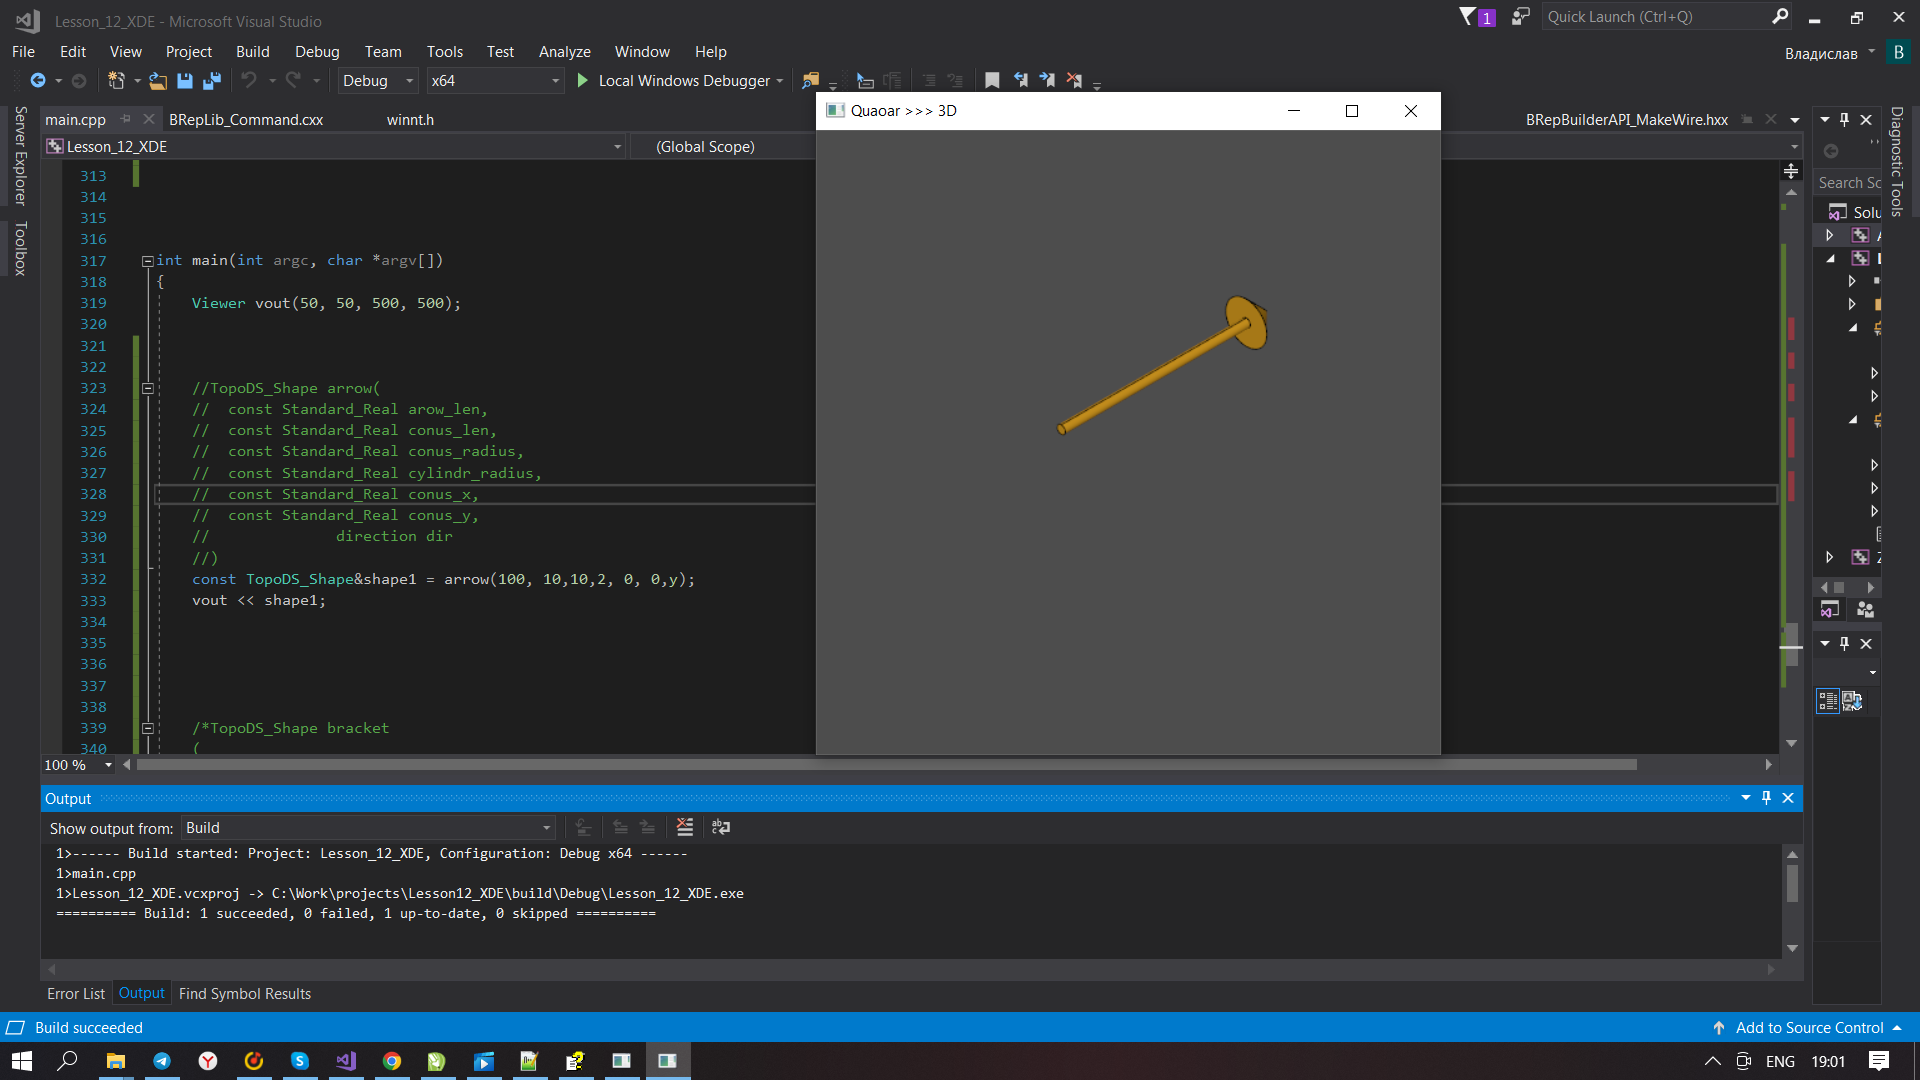 Lesson_12_XDE - Microsoft Visual Studio
1
Quick Launch (Ctrl+Q)
File Edit View Project Build Debug Team Tools Test Analyze Window Help
Владислав B
Debug x64 Local Windows Debugger
Server Explorer
Toolbox
main.cpp BRepLib_Command.cxx winnt.h
BRepBuilderAPI_MakeWire.hxx
Lesson_12_XDE (Global Scope)
Quaoar >>> 3D
Diagnostic Tools
Search Sc
Solu
313
314
315
316
317 int main(int argc, char *argv[])
318 {
319 Viewer vout(50, 50, 500, 500);
320
321
322
323 //TopoDS_Shape arrow(
324 // const Standard_Real arow_len,
325 // const Standard_Real conus_len,
326 // const Standard_Real conus_radius,
327 // const Standard_Real cylindr_radius,
328 // const Standard_Real conus_x,
329 // const Standard_Real conus_y,
330 // direction dir
331 //)
332 const TopoDS_Shape&shape1 = arrow(100, 10,10,2, 0, 0,y);
333 vout << shape1;
334
335
336
337
338
339 /*TopoDS_Shape bracket
340 (
100 %
Output
Show output from: Build
1>------ Build started: Project: Lesson_12_XDE, Configuration: Debug x64 ------
1>main.cpp
1>Lesson_12_XDE.vcxproj -> C:\Work\projects\Lesson12_XDE\build\Debug\Lesson_12_XDE.exe
========== Build: 1 succeeded, 0 failed, 1 up-to-date, 0 skipped ==========
Error List Output Find Symbol Results
Build succeeded
Add to Source Control
ENG 19:01